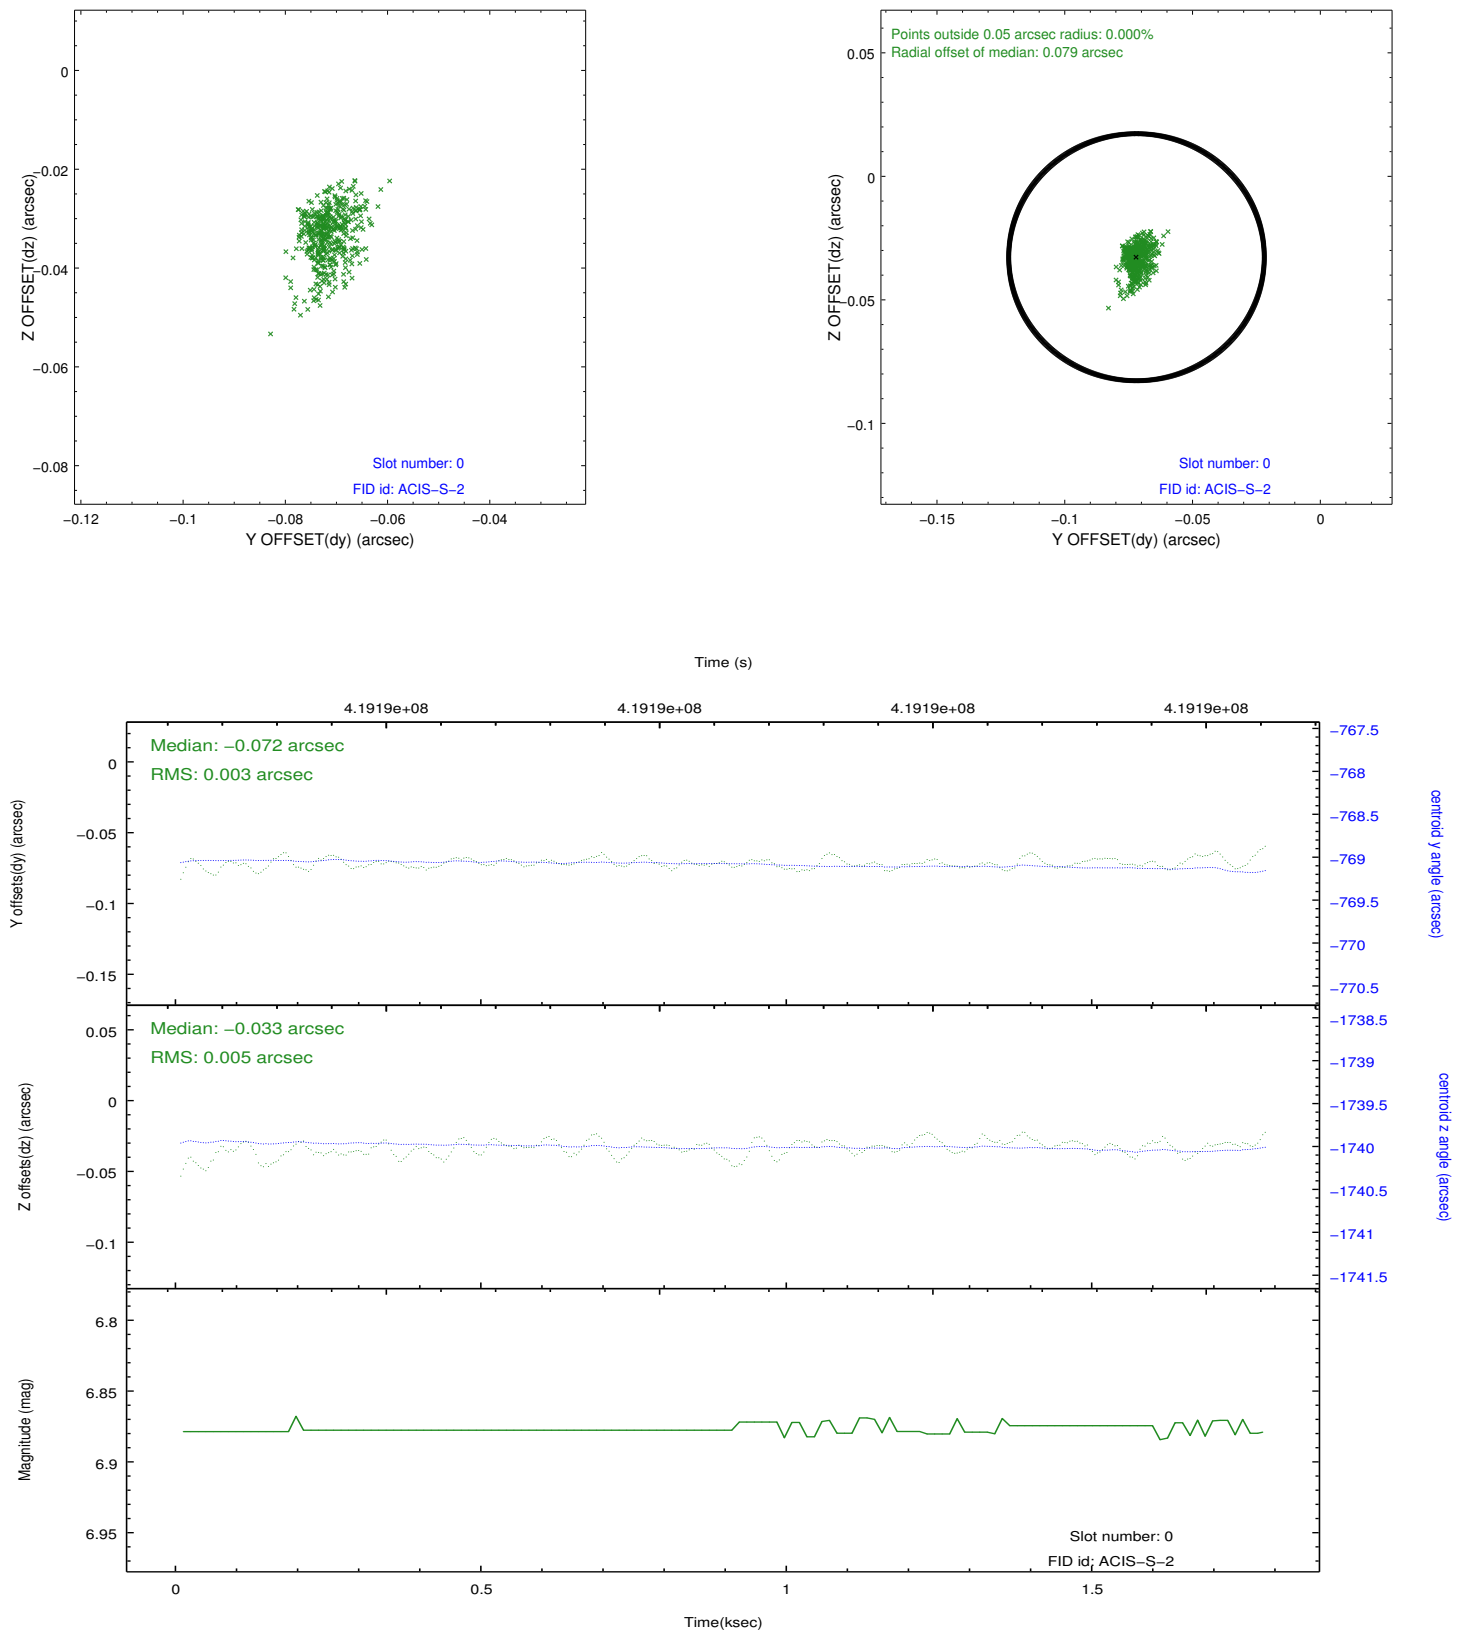 0
−0.02
−0.04
−0.06
−0.08
Z OFFSET(dz) (arcsec)
Slot number: 0
FID id: ACIS−S−2
−0.12
−0.1
−0.08
−0.06
−0.04
Y OFFSET(dy) (arcsec)
Points outside 0.05 arcsec radius: 0.000%
Radial offset of median: 0.079 arcsec
0.05
0
−0.05
−0.1
Z OFFSET(dz) (arcsec)
Slot number: 0
FID id: ACIS−S−2
−0.15
−0.1
−0.05
0
Y OFFSET(dy) (arcsec)
Time (s)
4.1919e+08
4.1919e+08
4.1919e+08
4.1919e+08
Median: −0.072 arcsec
RMS: 0.003 arcsec
0
−0.05
−0.1
−0.15
Y offsets(dy) (arcsec)
−767.5
−768
−768.5
−769
−769.5
−770
−770.5
centroid y angle (arcsec)
Median: −0.033 arcsec
RMS: 0.005 arcsec
0.05
0
−0.05
−0.1
Z offsets(dz) (arcsec)
−1738.5
−1739
−1739.5
−1740
−1740.5
−1741
−1741.5
centroid z angle (arcsec)
6.8
6.85
6.9
6.95
Magnitude (mag)
Slot number: 0
FID id: ACIS−S−2
0
0.5
1
1.5
Time(ksec)